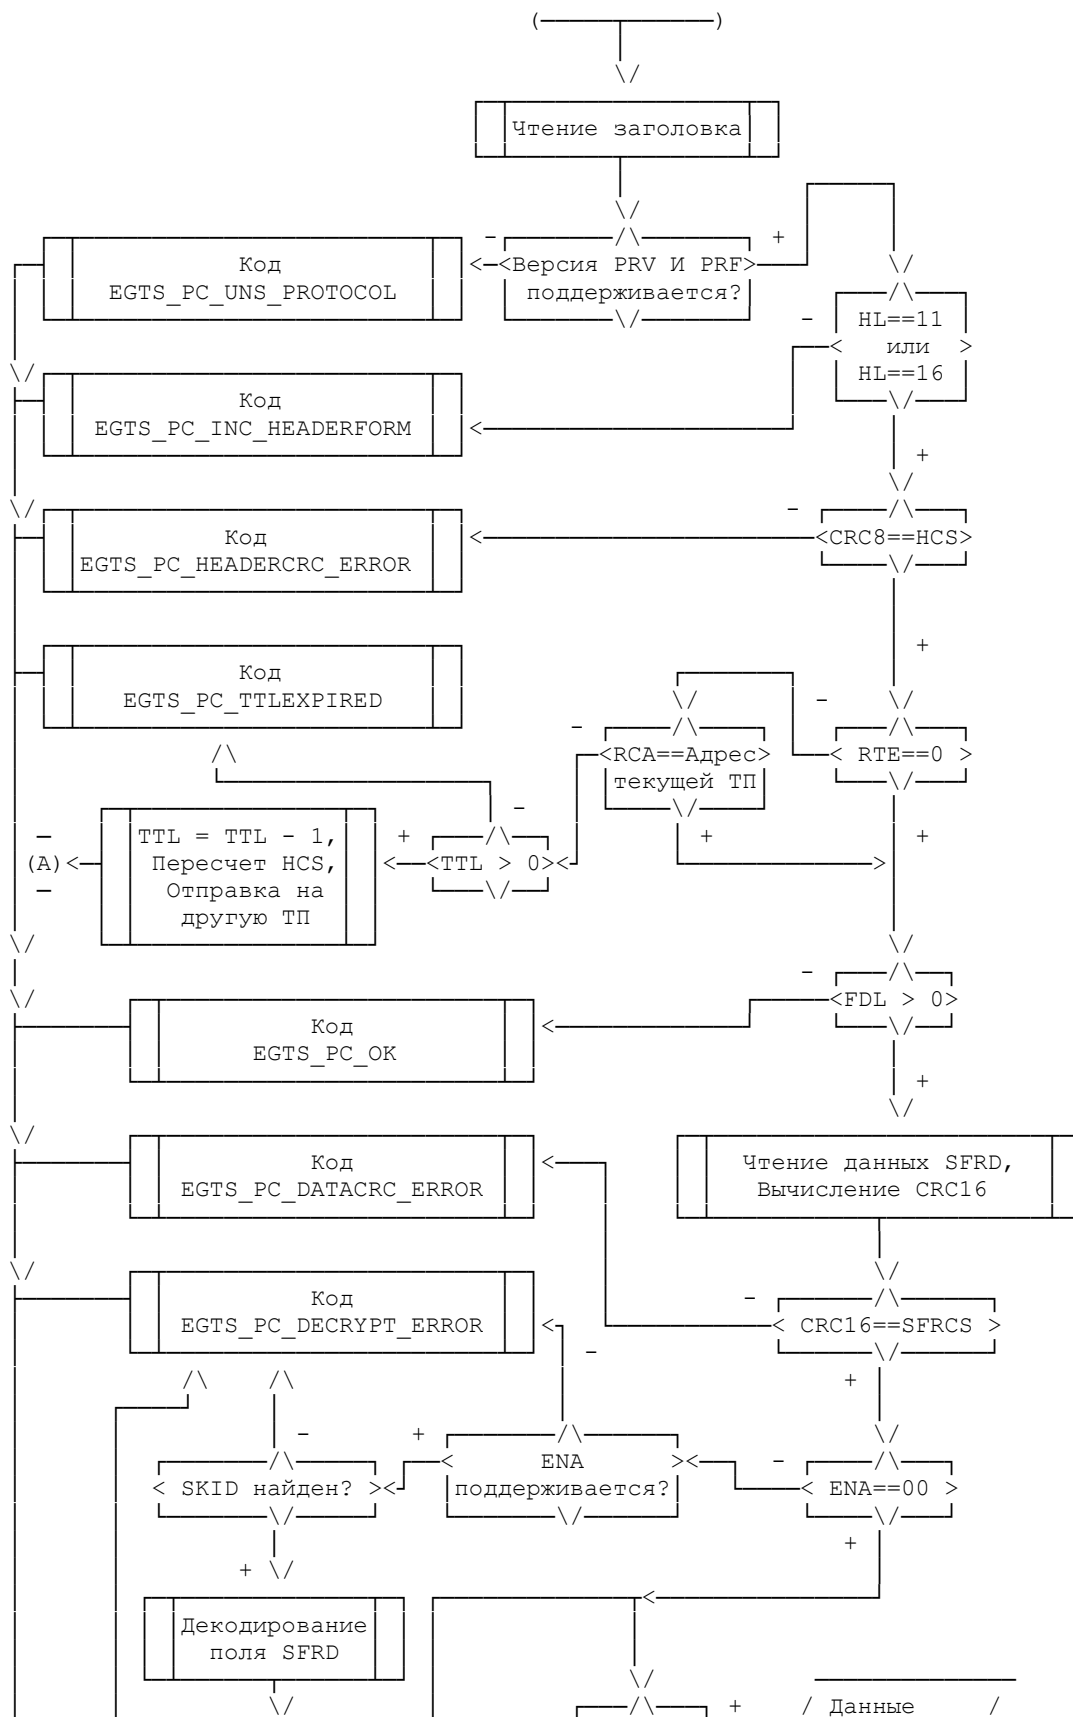 Чтение заголовка
- +
Код
EGTS_PC_UNS_PROTOCOL
Версия PRV И PRF
поддерживается?
- HL==11
или
HL==16
Код
EGTS_PC_INC_HEADERFORM
+
-
Код
EGTS_PC_HEADERCRC_ERROR
CRC8==HCS
+
Код
EGTS_PC_TTLEXPIRED
-
- RCA==Адрес
текущей ТП
RTE==0
-
+ + +
(A)
TTL = TTL - 1,
Пересчет HCS,
Отправка на
другую ТП
TTL > 0
-
FDL > 0
Код
EGTS_PC_OK
+
Код
EGTS_PC_DATACRC_ERROR
Чтение данных SFRD,
Вычисление CRC16
Код
EGTS_PC_DECRYPT_ERROR
-
CRC16==SFRCS
-
+
- +
SKID найден?
ENA
поддерживается?
-
ENA==00
+
+
Декодирование
поля SFRD
+ / Данные /